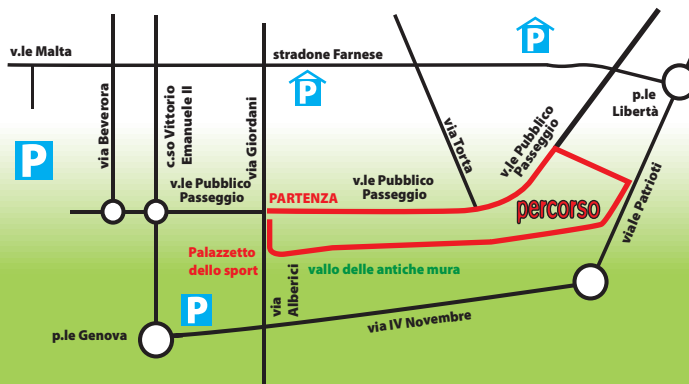 P
v.le Malta
stradone Farnese
P
p.le
Libertà
via Beverora
c.so Vittorio
Emanuele II
via Giordani
via Torta
v.le Pubblico
Passeggio
P
v.le Pubblico
Passeggio
v.le Pubblico
Passeggio
PARTENZA
percorso
viale Patrioti
Palazzetto
dello sport
vallo delle antiche mura
via
Alberici
P
p.le Genova
via IV Novembre